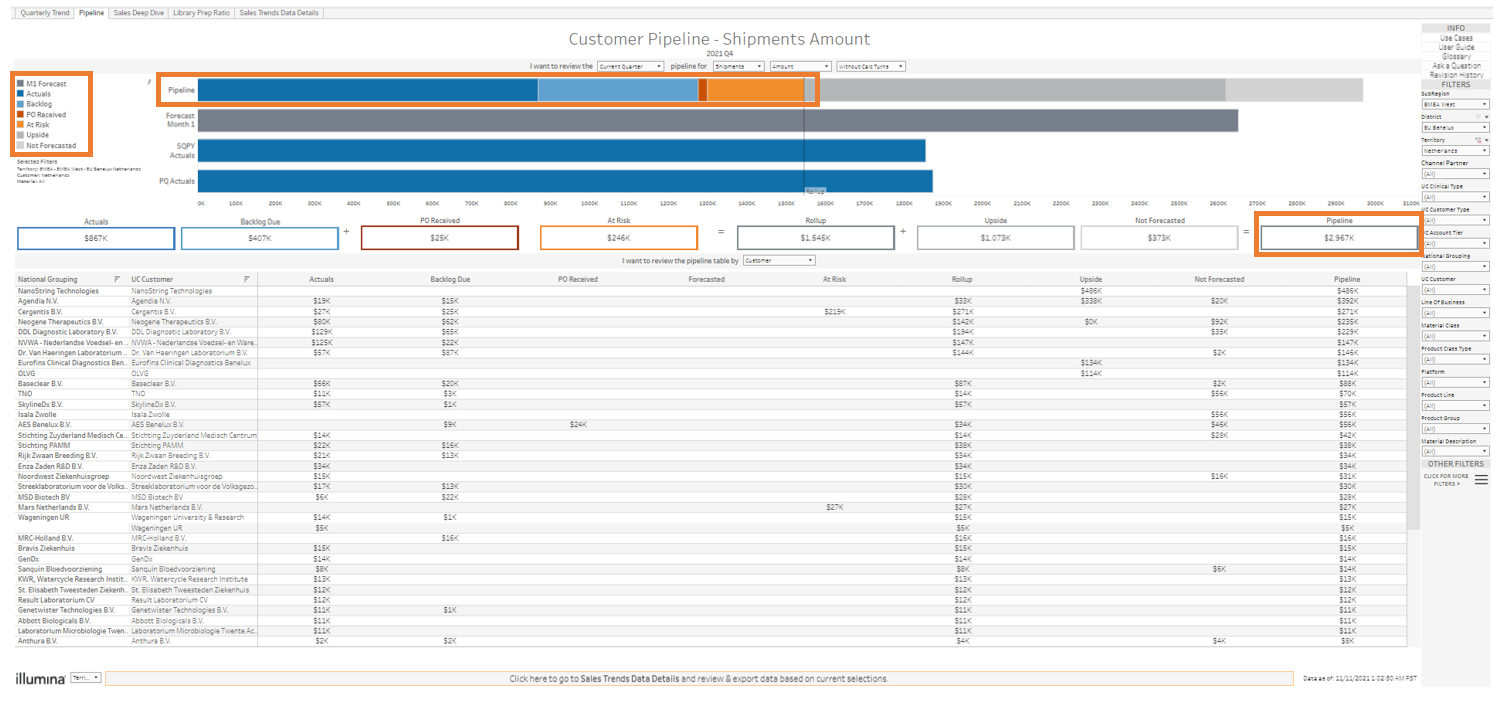 Quarterly Trend Pipeline Sales Deep Dive Library Prep Ratio Sales Trends Data Details
Customer Pipeline - Shipments Amount
2021 Q4
I want to review the Current Quarter pipeline for Shipments Amount without Calc Turns
M1 Forecast
Actuals
Backlog
PO Received
At Risk
Upside
Not Forecasted
Selected Filters
Territory: EMEA - EMEA West - EU Benelux Netherlands
Customer: Netherlands
Material: All
Pipeline
Forecast
Month 1
SQPY
Actuals
PQ Actuals
Rollup
0K 100K 200K 300K 400K 500K 600K 700K 800K 900K 1000K 1100K 1200K 1300K 1400K 1500K 1600K 1700K 1800K 1900K 2000K 2100K 2200K 2300K 2400K 2500K 2600K 2700K 2800K 2900K 3000K 3100K
Actuals Backlog Due PO Received At Risk Rollup Upside Not Forecasted Pipeline
$867K $407K + $25K $246K = $1,545K + $1,073K $373K = $2,967K
I want to review the pipeline table by Customer
National Grouping UC Customer Actuals Backlog Due PO Received Forecasted At Risk Rollup Upside Not Forecasted Pipeline
NanoString Technologies NanoString Technologies $486K $486K
Agendia N.V. Agendia N.V. $19K $15K $33K $338K $20K $392K
Cergentis B.V. Cergentis B.V. $27K $25K $219K $271K $271K
Neogene Therapeutics B.V. Neogene Therapeutics B.V. $80K $62K $142K $0K $92K $235K
DDL Diagnostic Laboratory B.V. DDL Diagnostic Laboratory B.V. $129K $65K $194K $35K $229K
NVWA - Nederlandse Voedsel- en .. NVWA - Nederlandse Voedsel- en Ware.. $125K $22K $147K $147K
Dr. Van Haeringen Laboratorium .. Dr. Van Haeringen Laboratorium B.V. $57K $87K $144K $2K $146K
Eurofins Clinical Diagnostics Ben.. Eurofins Clinical Diagnostics Benelux $134K $134K
OLVG OLVG $114K $114K
Baseclear B.V. Baseclear B.V. $66K $20K $87K $2K $88K
TNO TNO $11K $3K $14K $56K $70K
SkylineDx B.V. SkylineDx B.V. $57K $1K $57K $57K
Isala Zwolle Isala Zwolle $56K $56K
AES Benelux B.V. AES Benelux B.V. $9K $24K $34K $46K $56K
Stichting Zuyderland Medisch Ce.. Stichting Zuyderland Medisch Centrum $14K $14K $28K $42K
Stichting PAMM Stichting PAMM $22K $16K $38K $38K
Rijk Zwaan Breeding B.V. Rijk Zwaan Breeding B.V. $21K $13K $34K $34K
Enza Zaden R&D B.V. Enza Zaden R&D B.V. $34K $34K $34K
Noordwest Ziekenhuisgroep Noordwest Ziekenhuisgroep $15K $15K $16K $31K
Streeklaboratorium voor de Volks.. Streeklaboratorium voor de Volksgezo.. $17K $13K $30K $30K
MSD Biotech BV MSD Biotech BV $6K $22K $28K $28K
Mars Netherlands B.V. Mars Netherlands B.V. $27K $27K $27K
Wageningen UR Wageningen University & Research $14K $1K $15K $15K
Wageningen UR $5K $5K $5K
MRC-Holland B.V. MRC-Holland B.V. $16K $16K $16K
Bravis Ziekenhuis Bravis Ziekenhuis $15K $15K $15K
GenDx GenDx $14K $14K $14K
Sanquin Bloedvoorziening Sanquin Bloedvoorziening $8K $8K $6K $14K
KWR, Watercycle Research Instit.. KWR, Watercycle Research Institute $13K $13K $13K
St. Elisabeth Tweesteden Ziekenh.. St. Elisabeth Tweesteden Ziekenhuis $12K $12K $12K
Result Laboratorium CV Result Laboratorium CV $12K $12K $12K
Genetwister Technologies B.V. Genetwister Technologies B.V. $11K $1K $11K $11K
Abbott Biologicals B.V. Abbott Biologicals B.V. $11K $11K $11K
Laboratorium Microbiologie Twen.. Laboratorium Microbiologie Twente Ac.. $11K $11K $11K
Anthura B.V. Anthura B.V. $2K $2K $4K $4K $8K
INFO
Use Cases
User Guide
Glossary
Ask a Question
Revision History
FILTERS
SubRegion
EMEA West
District
EU Benelux
Territory
Netherlands
Channel Partner
(All)
UC Clinical Type
(All)
UC Customer Type
(All)
UC Account Tier
(All)
National Grouping
(All)
UC Customer
(All)
Line Of Business
(All)
Material Class
(All)
Product Class Type
(All)
Platform
(All)
Product Line
(All)
Product Group
(All)
Material Description
(All)
OTHER FILTERS
CLICK FOR MORE
FILTERS >
illumina Terri... Click here to go to Sales Trends Data Details and review & export data based on current selections. Data as of: 11/11/2021 1:02:50 AM PST